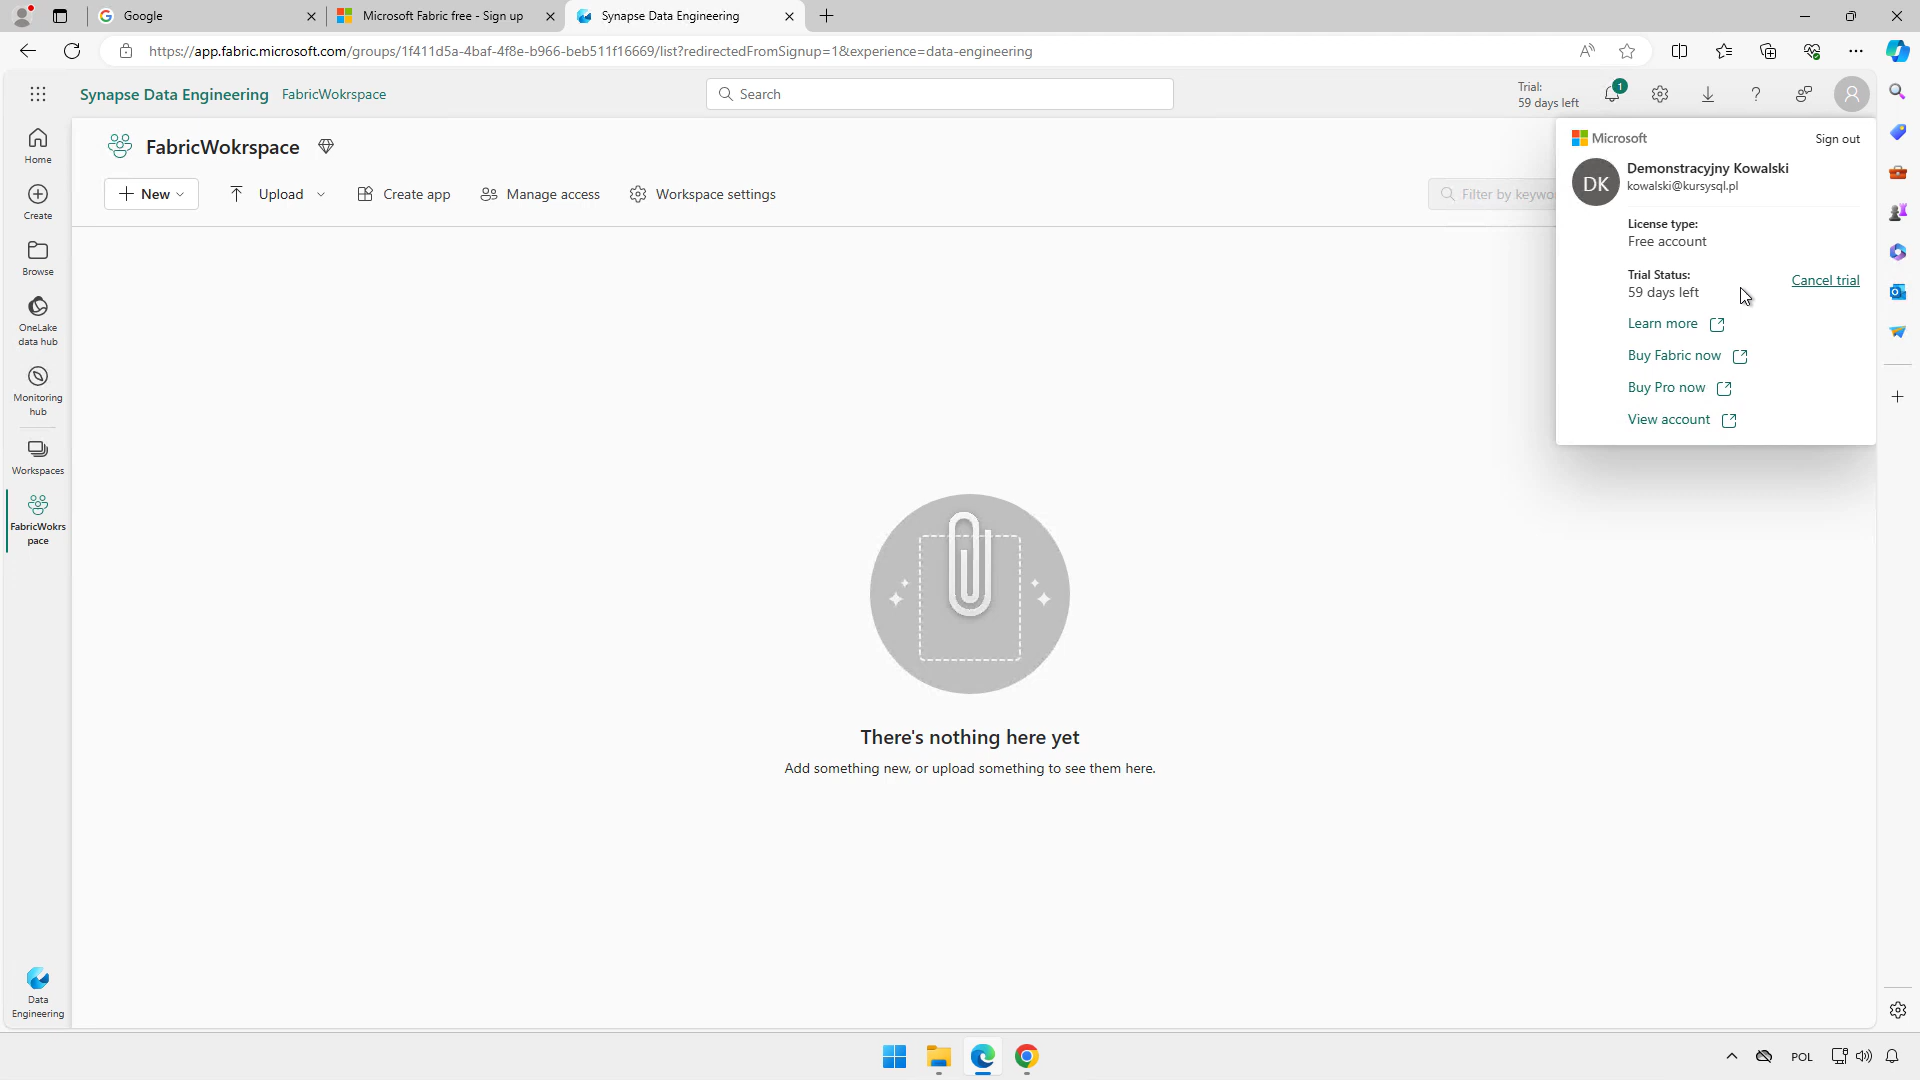 Google
Microsoft Fabric free - Sign up
Synapse Data Engineering
https://app.fabric.microsoft.com/groups/1f411d5a-4baf-4f8e-b966-beb511f16669/list?redirectedFromSignup=1&experience=data-engineering
Synapse Data Engineering FabricWokrspace
Search
Trial:
59 days left
1
?
FabricWokrspace
New
Upload
Create app
Manage access
Workspace settings
Filter by keywo
Microsoft
Sign out
DK
Demonstracyjny Kowalski
kowalski@kursysql.pl
License type:
Free account
Trial Status:
59 days left
Cancel trial
Learn more
Buy Fabric now
Buy Pro now
View account
Home
Create
Browse
OneLake
data hub
Monitoring
hub
Workspaces
FabricWokrs
pace
There's nothing here yet
Add something new, or upload something to see them here.
Data
Engineering
POL